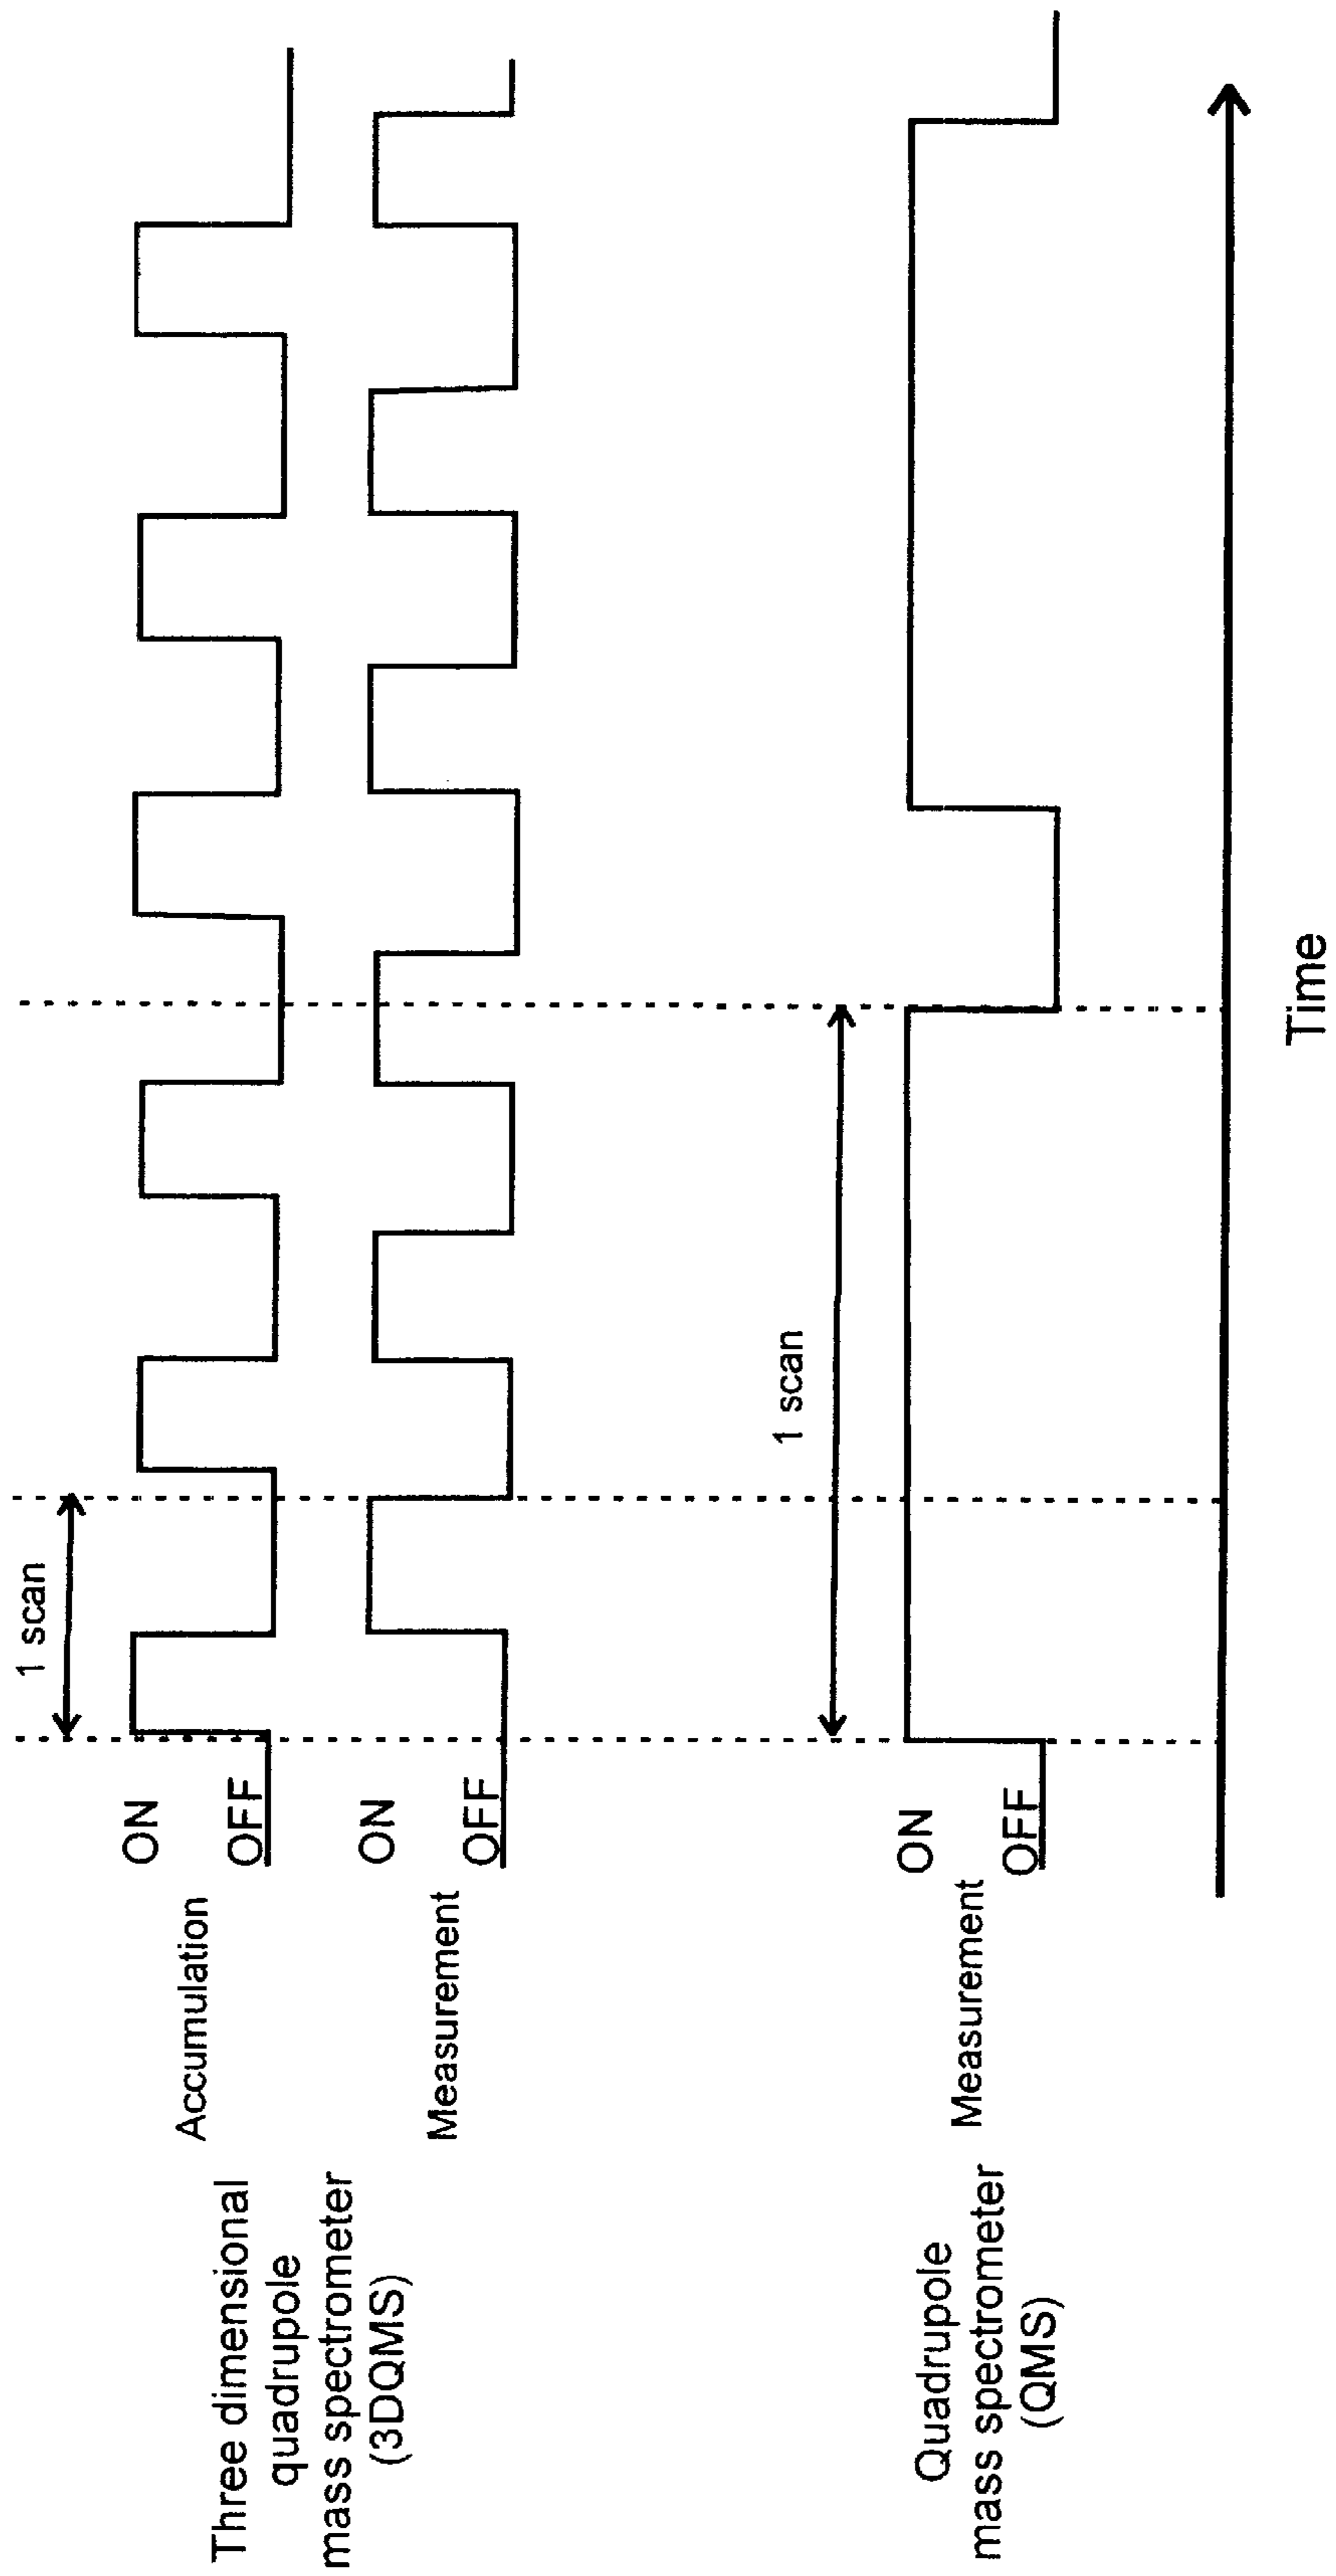 1 scan
Three dimensional
quadrupole
mass spectrometer
(3DQMS)
Accumulation
ON
OFF
Measurement
ON
OFF
1 scan
Quadrupole
mass spectrometer
(QMS)
Measurement
ON
OFF
Time